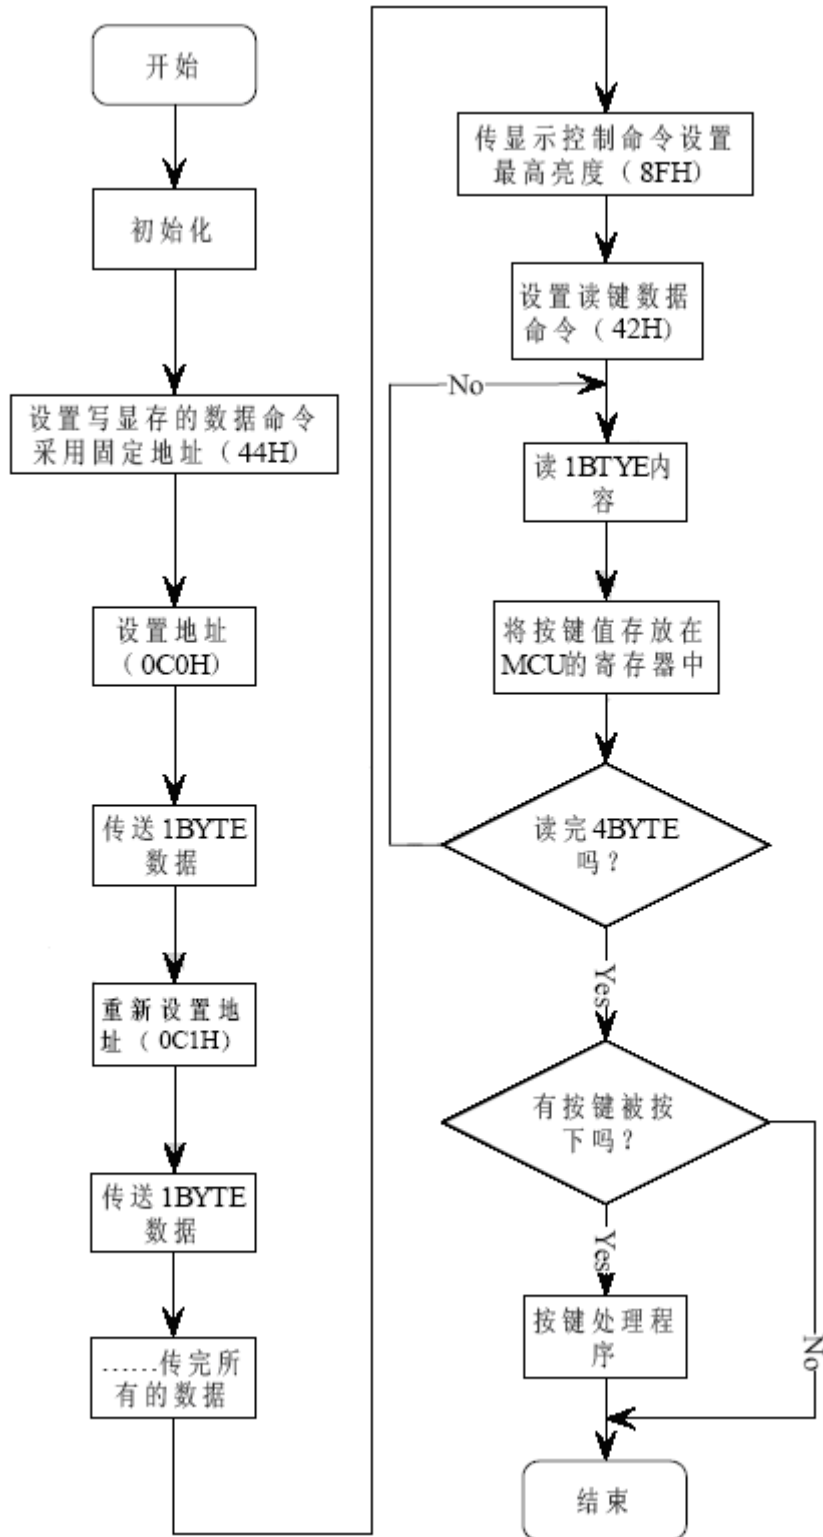 开始
初始化
设置写显存的数据命令
采用固定地址（44H）
设置地址
（0C0H）
传送1BYTE
数据
重新设置地
址（0C1H）
传送1BYTE
数据
……传完所
有的数据
传显示控制命令设置
最高亮度（8FH）
设置读键数据
命令（42H）
No
读1BTYE内
容
将按键值存放在
MCU的寄存器中
读完4BYTE
吗？
Yes
有按键被按
下吗？
Yes
按键处理程
序
No
结束